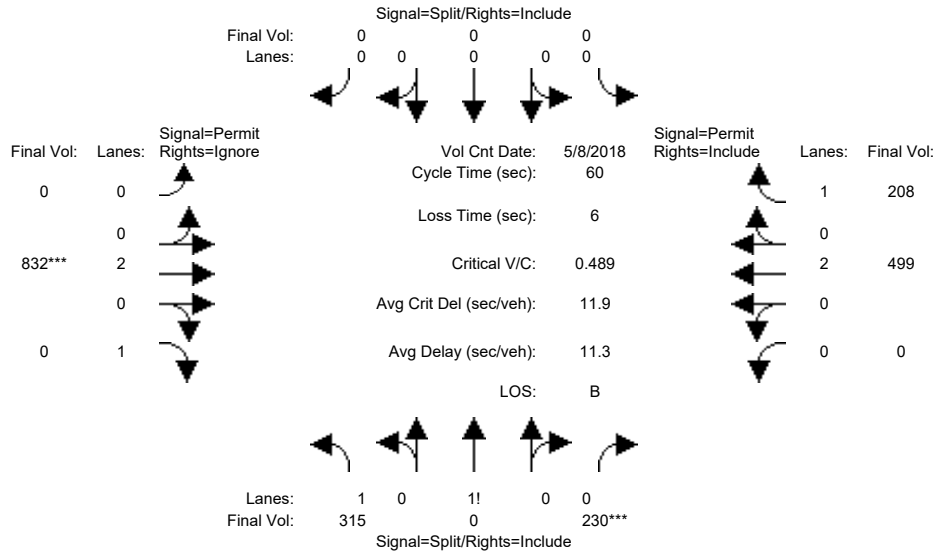 Signal=Split/Rights=Include
Final Vol: 0 0 0
Lanes: 0 0 0 0 0
Signal=Permit
Final Vol: Lanes: Rights=Ignore
Vol Cnt Date: 5/8/2018
Signal=Permit
Rights=Include Lanes: Final Vol:
Cycle Time (sec): 60
0 0
1 208
Loss Time (sec): 6
0
0
832*** 2
Critical V/C: 0.489
2 499
0
Avg Crit Del (sec/veh): 11.9
0
0 1
Avg Delay (sec/veh): 11.3
0 0
LOS: B
Lanes: 1 0 1! 0 0
Final Vol: 315 0 230***
Signal=Split/Rights=Include